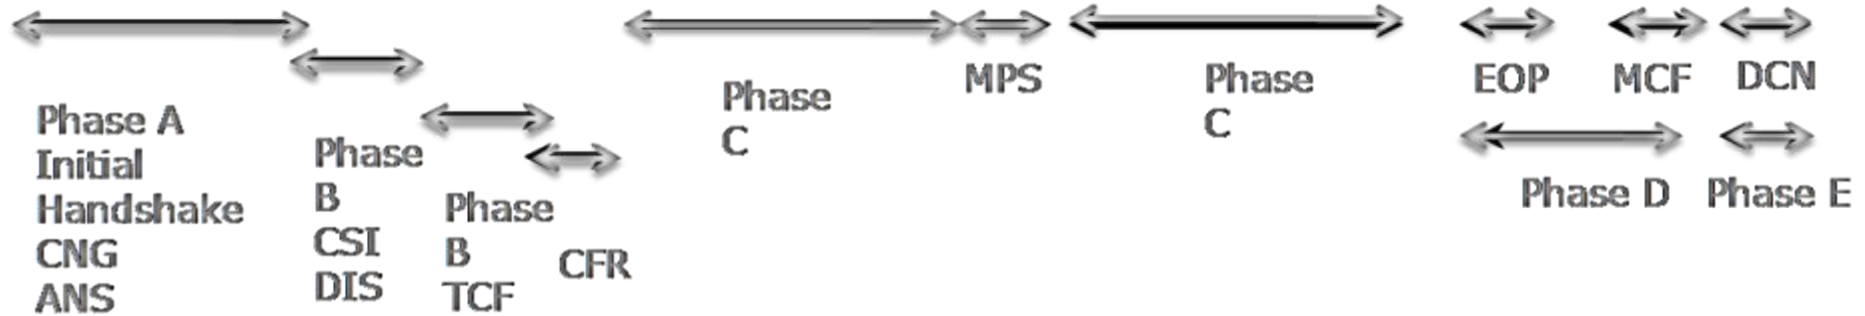 Phase A
Initial
Handshake
CNG
ANS
Phase
B
CSI
DIS
Phase
B
TCF
CFR
Phase
C
MPS
Phase
C
EOP
MCF
DCN
Phase D
Phase E